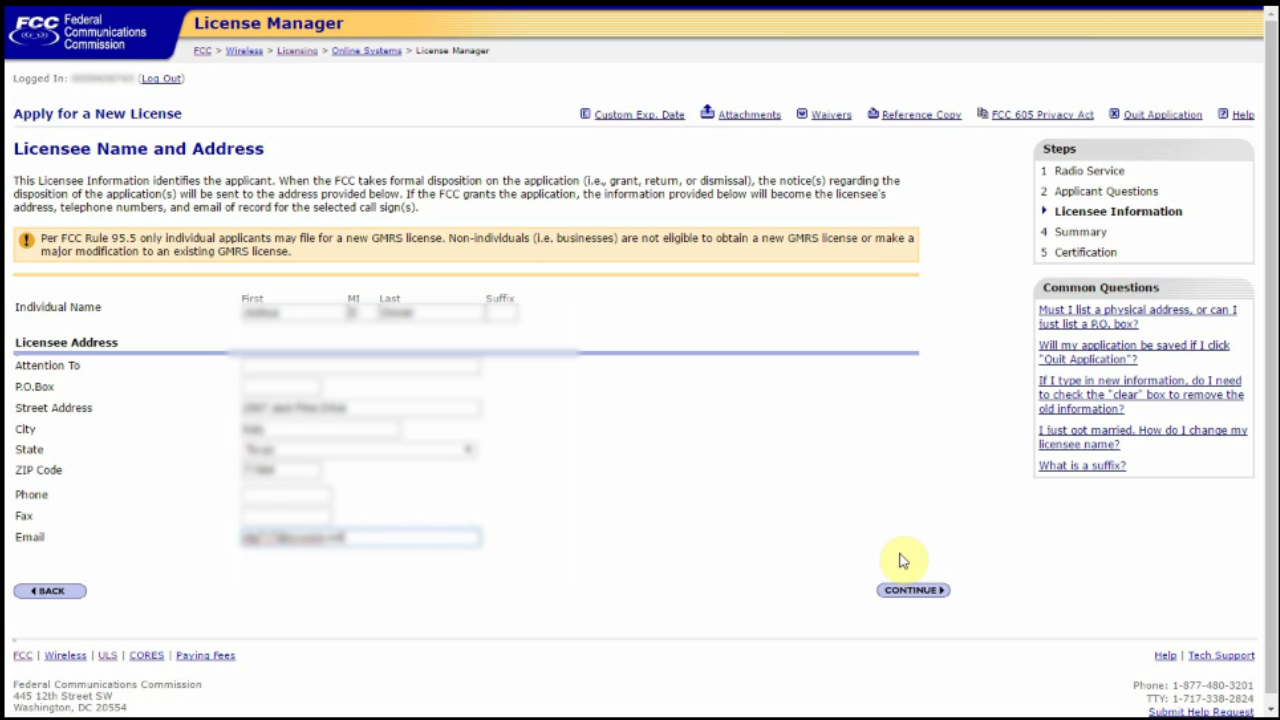 FCC Federal
Communications
Commission
License Manager
FCC > Wireless > Licensing > Online Systems > License Manager
Logged In: (Log Out)
Apply for a New License
Custom Exp. Date Attachments Waivers Reference Copy FCC 605 Privacy Act Quit Application Help
Licensee Name and Address
This Licensee Information identifies the applicant. When the FCC takes formal disposition on the application (i.e., grant, return, or dismissal), the notice(s) regarding the
disposition of the application(s) will be sent to the address provided below. If the FCC grants the application, the information provided below will become the licensee's
address, telephone numbers, and email of record for the selected call sign(s).
Per FCC Rule 95.5 only individual applicants may file for a new GMRS license. Non-individuals (i.e. businesses) are not eligible to obtain a new GMRS license or make a
major modification to an existing GMRS license.
First MI Last Suffix
Individual Name
Licensee Address
Attention To
P.O.Box
Street Address
City
State
ZIP Code
Phone
Fax
Email
BACK
CONTINUE
Steps
1 Radio Service
2 Applicant Questions
Licensee Information
4 Summary
5 Certification
Common Questions
Must I list a physical address, or can I
just list a P.O. box?
Will my application be saved if I click
"Quit Application"?
If I type in new information, do I need
to check the "clear" box to remove the
old information?
I just got married. How do I change my
licensee name?
What is a suffix?
FCC | Wireless | ULS | CORES | Paying Fees
Help | Tech Support
Federal Communications Commission
445 12th Street SW
Washington, DC 20554
Phone: 1-877-480-3201
TTY: 1-717-338-2824
Submit Help Request